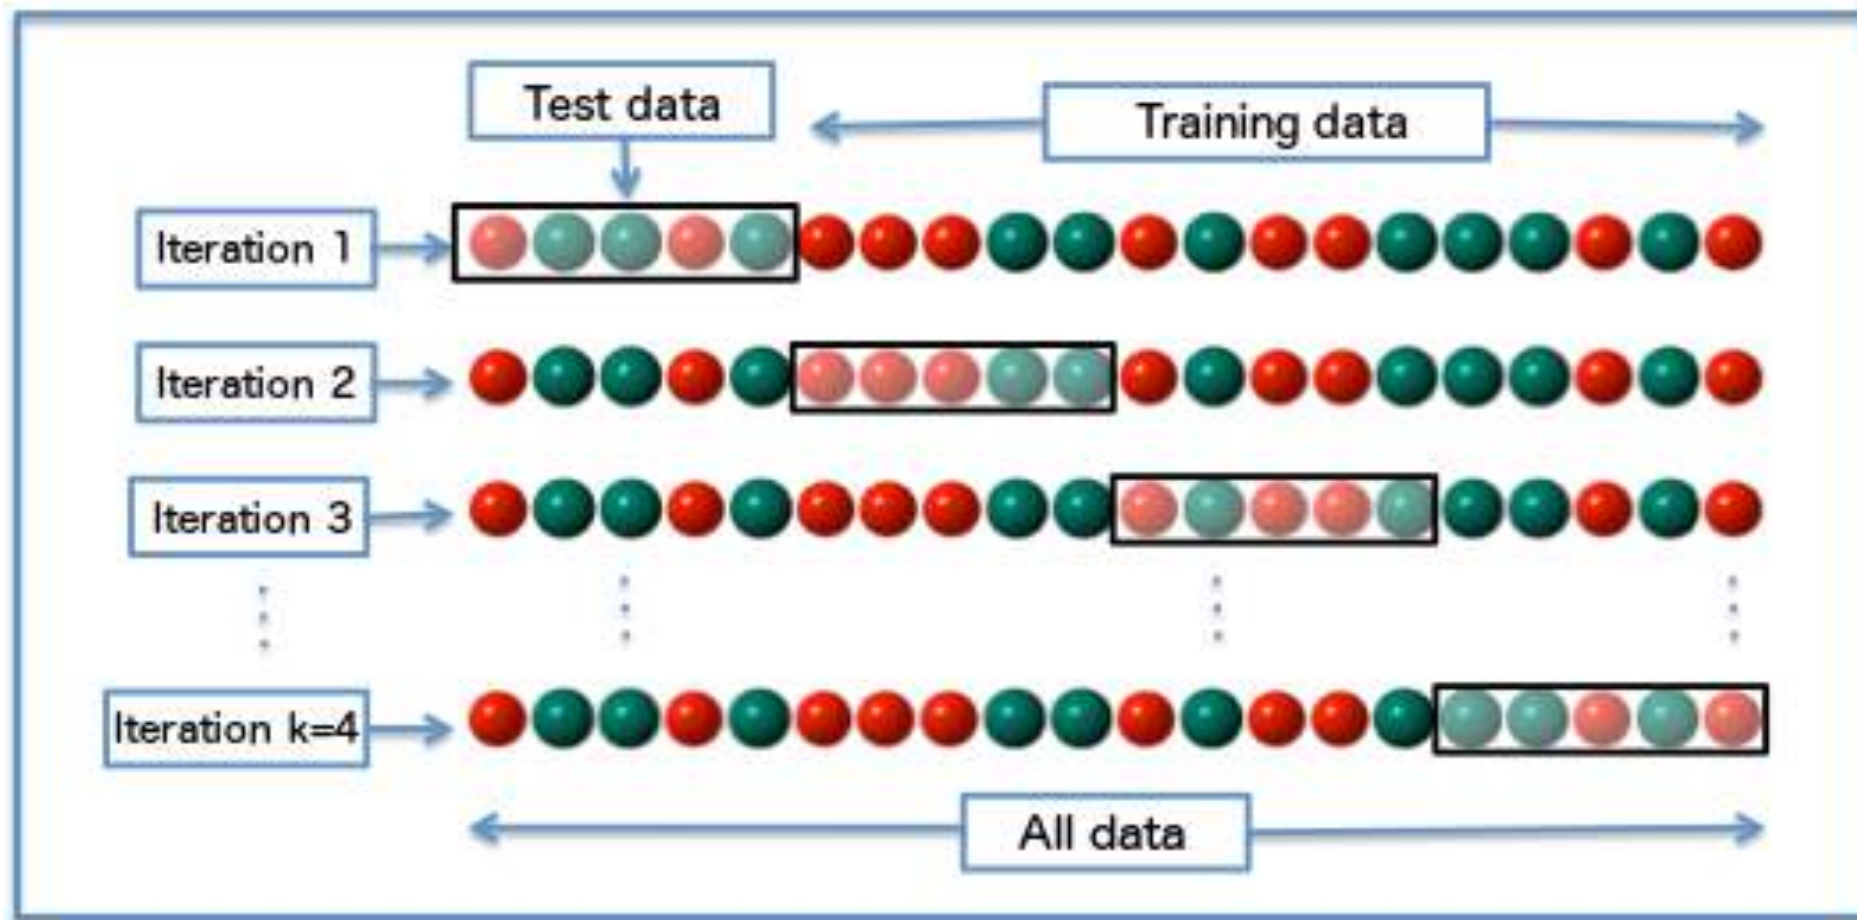 Test data
Training data
Iteration 1
Iteration 2
Iteration 3
Iteration k=4
All data